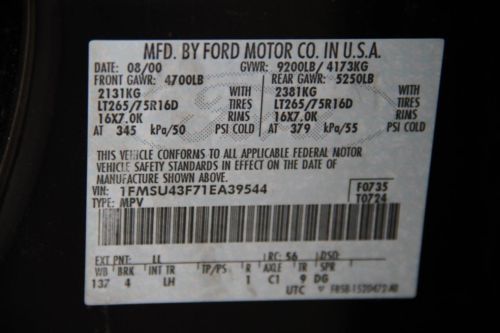 MFD. BY FORD MOTOR CO. IN U.S.A.
DATE: 08/00 GVWR: 9200LB/ 4173KG
FRONT GAWR: 4700LB REAR GAWR: 5250LB
2131KG WITH 2381KG WITH
LT265/75R16D TIRES LT265/75R16D TIRES
16X7.0K RIMS 16X7.0K RIMS
AT 345 kPa/50 PSI COLD AT 379 kPa/55 PSI COLD
THIS VEHICLE CONFORMS TO ALL APPLICABLE FEDERAL MOTOR
VEHICLE SAFETY STANDARDS IN EFFECT ON THE DATE OF
MANUFACTURE SHOWN ABOVE.
VIN: 1FMSU43F71EA39544 F0735
TYPE: MPV T0724
EXT PNT: LL RC: 56 DSO:
WB BRK INT TR TP/PS R AXLE TR SPR
137 4 LH 1 C1 9 DG
UTC